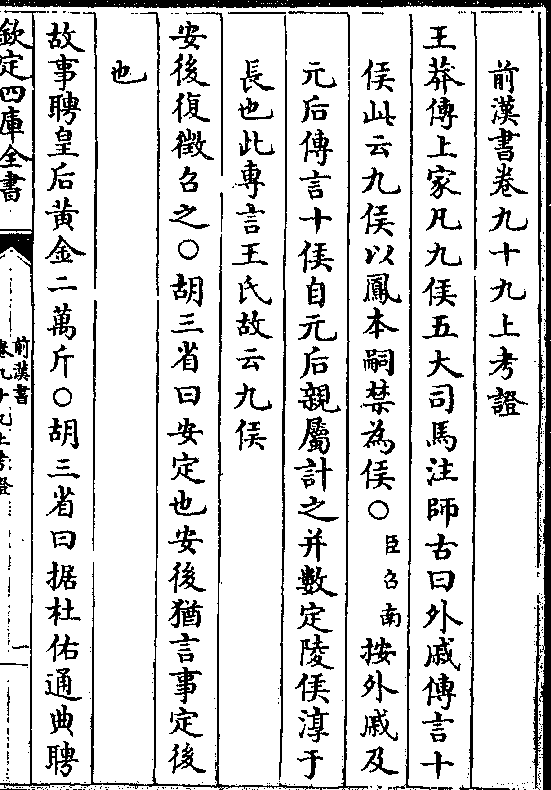 前漢書卷九十九上考證
王莽傳上家凡九侯五大司馬注師古曰外戚傳言十
侯此云九侯以鳳本嗣禁為侯○臣召南按外戚及
元后傳言十侯自元后親屬計之并數定陵侯淳于
長也此專言王氏故云九侯
安後復徵召之○胡三省曰安定也安後猶言事定後
也
故事聘皇后黃金二萬斤○胡三省曰据杜佑通典聘
欽定四庫全書
前漢書
卷九十九上考證
一